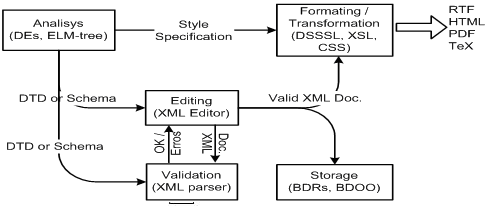 Analisys
(DEs, ELM-tree)
Style
Specification
Formating /
Transformation
(DSSSL, XSL,
CSS)
RTF
HTML
PDF
TeX
DTD or Schema
Editing
(XML Editor)
Valid XML Doc.
OK /
Erros
Doc.
XML
DTD or Schema
Validation
(XML parser)
Storage
(BDRs, BDOO)